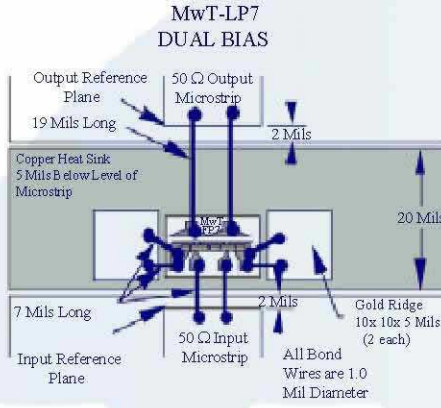 MwT-LP7
DUAL BIAS
Output Reference
Plane
50 Ω Output
Microstrip
19 Mils Long
2 Mils
Copper Heat Sink
5 Mils Below Level of
Microstrip
MwT
LP7
20 Mils
7 Mils Long
2 Mils
Gold Ridge
10x 10x 5 Mils
(2 each)
50 Ω Input
Microstrip
Input Reference
Plane
All Bond
Wires are 1.0
Mil Diameter